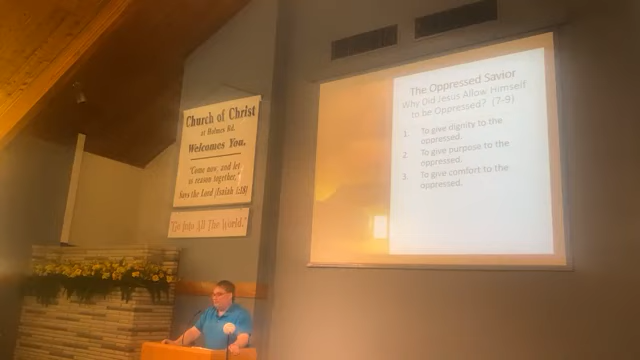 Church of Christ
at Holmes Rd.
Welcomes You.
"Come now, and let
us reason together,"
Says the Lord (Isaiah 1:18)
"Go Into All The World."
The Oppressed Savior
Why Did Jesus Allow Himself
to be Oppressed? (7-9)
1. To give dignity to the
oppressed.
2. To give purpose to the
oppressed.
3. To give comfort to the
oppressed.